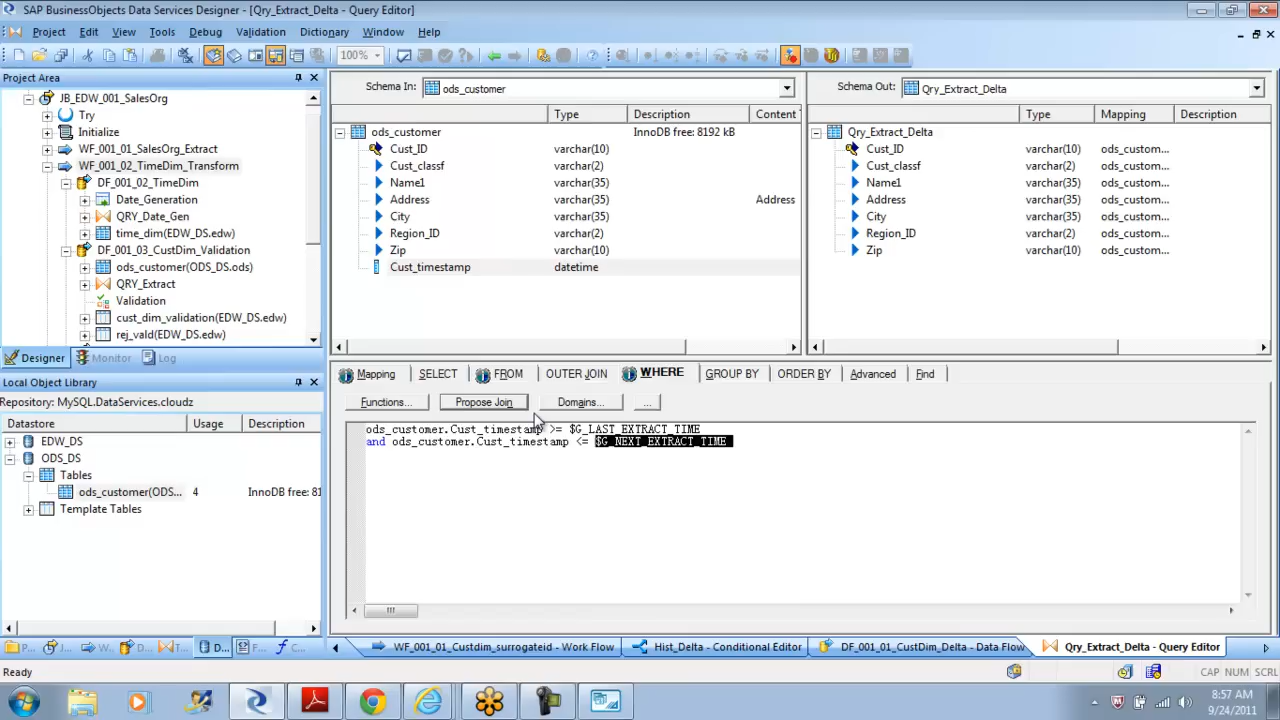 SAP BusinessObjects Data Services Designer - [Qry_Extract_Delta - Query Editor]
Project Edit View Tools Debug Validation Dictionary Window Help
100%
Project Area
JB_EDW_001_SalesOrg
Try
Initialize
WF_001_01_SalesOrg_Extract
WF_001_02_TimeDim_Transform
DF_001_02_TimeDim
Date_Generation
QRY_Date_Gen
time_dim(EDW_DS.edw)
DF_001_03_CustDim_Validation
ods_customer(ODS_DS.ods)
QRY_Extract
Validation
cust_dim_validation(EDW_DS.edw)
rej_vald(EDW_DS.edw)
Designer Monitor Log
Local Object Library
Repository: MySQL.DataServices.cloudz
Datastore Usage Description
EDW_DS
ODS_DS
Tables
ods_customer(ODS... 4 InnoDB free: 81
Template Tables
P... J... W... D... T... D... F... C...
Schema In: ods_customer
Type Description Content
ods_customer InnoDB free: 8192 kB
Cust_ID varchar(10)
Cust_classf varchar(2)
Name1 varchar(35)
Address varchar(35) Address
City varchar(35)
Region_ID varchar(2)
Zip varchar(10)
Cust_timestamp datetime
Schema Out: Qry_Extract_Delta
Type Mapping Description
Qry_Extract_Delta
Cust_ID varchar(10) ods_custom...
Cust_classf varchar(2) ods_custom...
Name1 varchar(35) ods_custom...
Address varchar(35) ods_custom...
City varchar(35) ods_custom...
Region_ID varchar(2) ods_custom...
Zip varchar(10) ods_custom...
Mapping SELECT FROM OUTER JOIN WHERE GROUP BY ORDER BY Advanced Find
Functions... Propose Join Domains... ...
ods_customer.Cust_timestamp >= $G_LAST_EXTRACT_TIME
and ods_customer.Cust_timestamp <= $G_NEXT_EXTRACT_TIME
WF_001_01_Custdim_surrogateid - Work Flow Hist_Delta - Conditional Editor DF_001_01_CustDim_Delta - Data Flow Qry_Extract_Delta - Query Editor
Ready CAP NUM SCRL
8:57 AM
9/24/2011